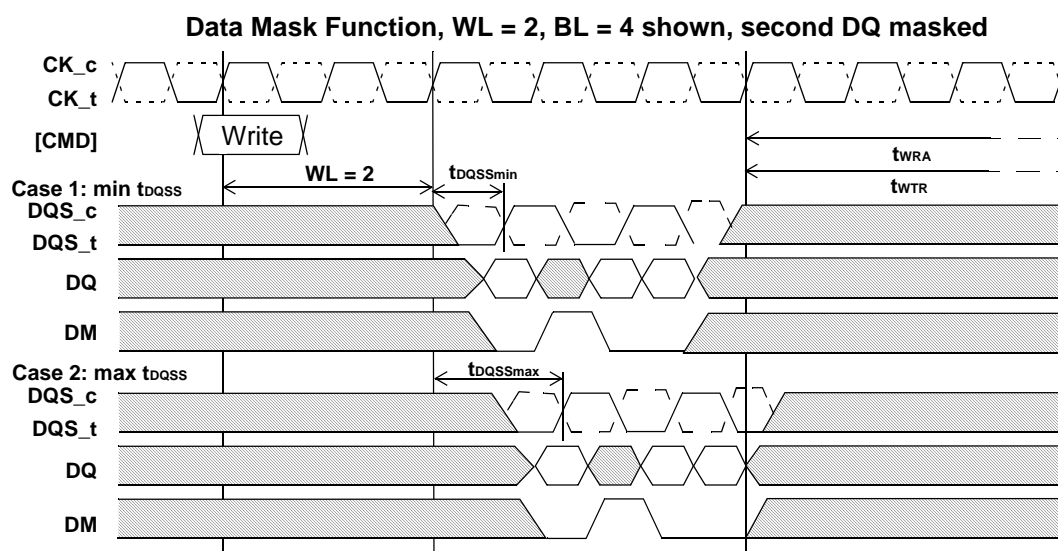 Data Mask Function, WL = 2, BL = 4 shown, second DQ masked
CK_c
CK_t
[CMD]
Write
tWRA
WL = 2
tDQSSmin
tWTR
Case 1: min tDQSS
DQS_c
DQS_t
DQ
DM
Case 2: max tDQSS
tDQSSmax
DQS_c
DQS_t
DQ
DM